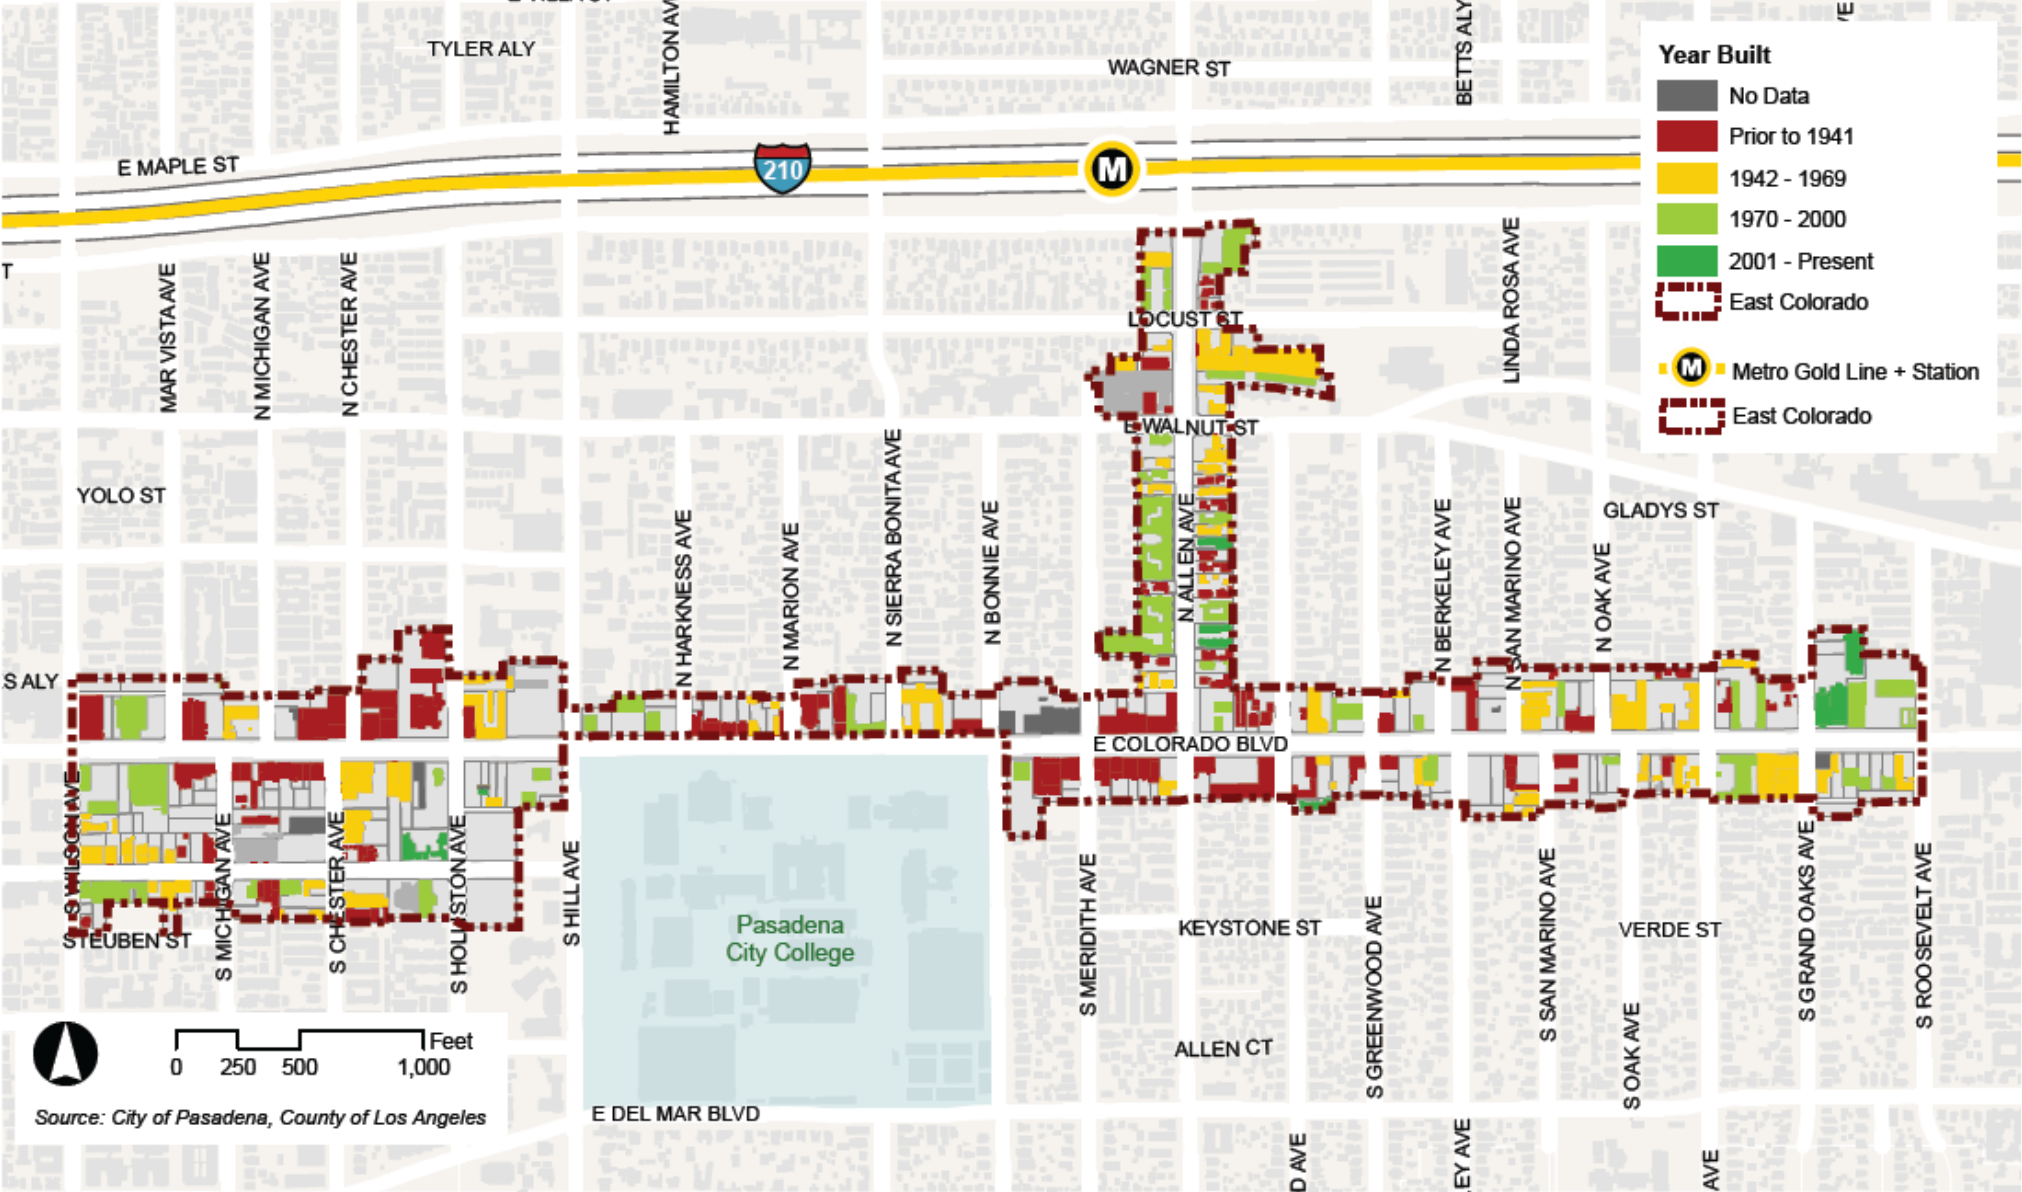 TYLER ALY
HAMILTON AV
WAGNER ST
BETTS ALY
VE
Year Built
No Data
Prior to 1941
1942 - 1969
1970 - 2000
2001 - Present
East Colorado
M
Metro Gold Line + Station
East Colorado
E MAPLE ST
210
M
T
MAR VISTA AVE
N MICHIGAN AVE
N CHESTER AVE
LINDA ROSA AVE
LOCUST ST
E WALNUT ST
YOLO ST
GLADYS ST
N HARKNESS AVE
N MARION AVE
N SIERRA BONITA AVE
N BONNIE AVE
N ALLEN AVE
N BERKELEY AVE
SAN MARINO AVE
N OAK AVE
S ALY
E COLORADO BLVD
S WILSON AVE
S MICHIGAN AVE
S CHESTER AVE
S HOLLISTON AVE
S HILL AVE
STEUBEN ST
Pasadena
City College
S MERIDITH AVE
KEYSTONE ST
S GREENWOOD AVE
S SAN MARINO AVE
VERDE ST
S GRAND OAKS AVE
S ROOSEVELT AVE
ALLEN CT
S OAK AVE
Feet
0 250 500 1,000
Source: City of Pasadena, County of Los Angeles
E DEL MAR BLVD
D AVE
EY AVE
AVE